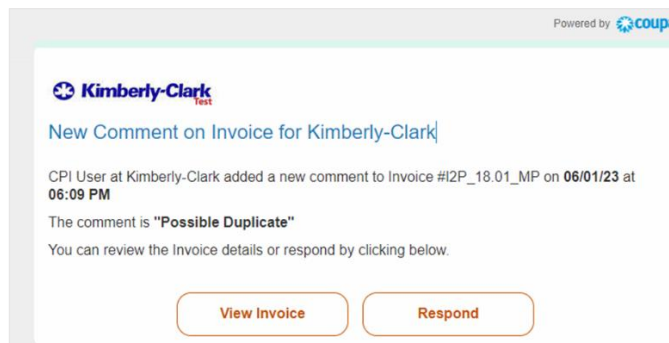 Powered by coupa
Kimberly-Clark
Test
New Comment on Invoice for Kimberly-Clark
CPI User at Kimberly-Clark added a new comment to Invoice #I2P_18.01_MP on 06/01/23 at
06:09 PM
The comment is "Possible Duplicate"
You can review the Invoice details or respond by clicking below.
View Invoice Respond